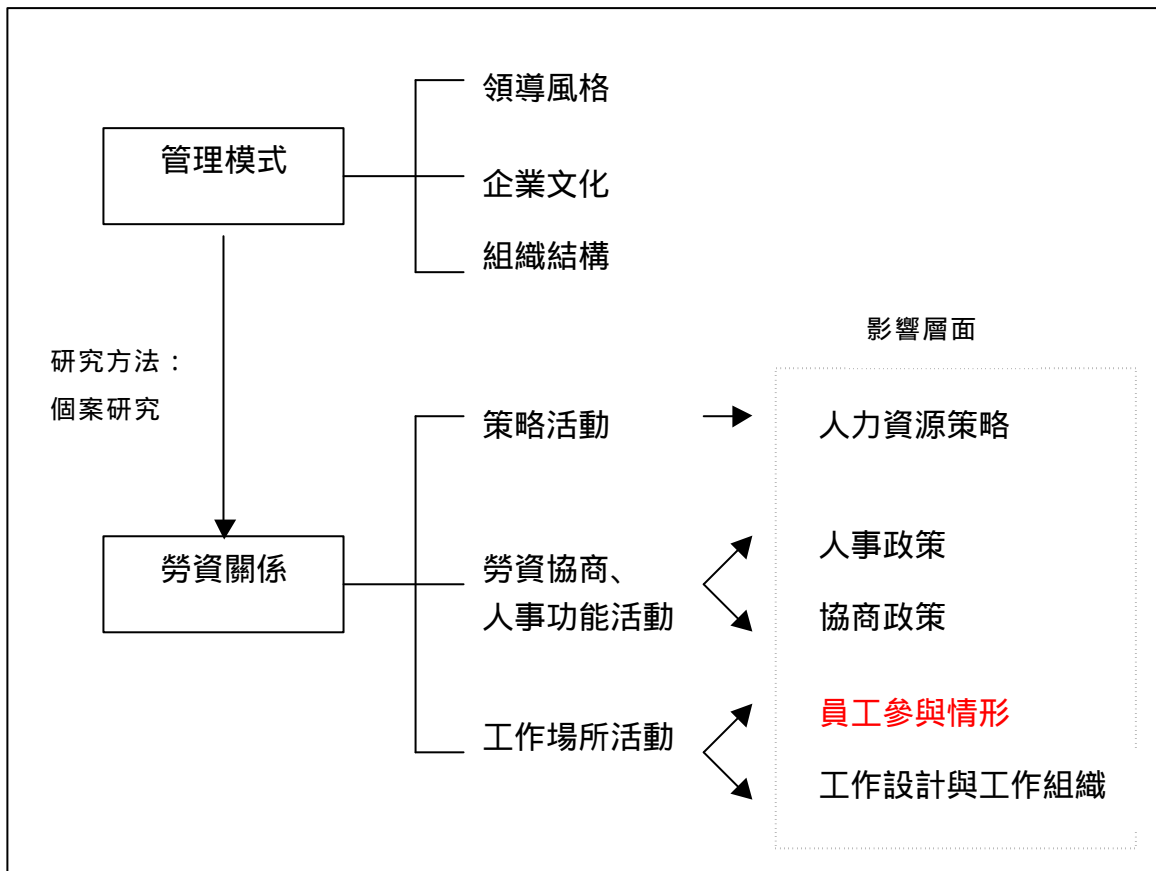 領導風格
管理模式
企業文化
組織結構
影響層面
研究方法：
個案研究
策略活動
人力資源策略
勞資關係
勞資協商、
人事功能活動
人事政策
協商政策
工作場所活動
員工參與情形
工作設計與工作組織